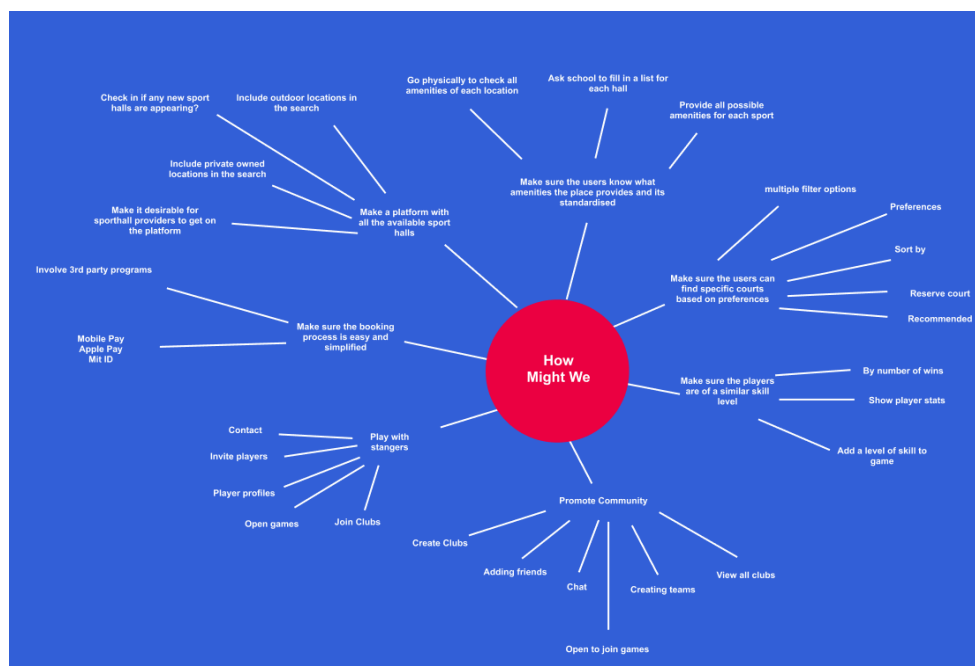 Go physically to check all
amenities of each location
Ask school to fill in a list for
each hall
Provide all possible
amenities for each sport
Check in if any new sport
halls are appearing?
Include outdoor locations in
the search
Include private owned
locations in the search
Make it desirable for
sporthall providers to get on
the platform
Make a platform with
all the available sport
halls
Make sure the users know what
amenities the place provides and its
standardised
multiple filter options
Preferences
Sort by
Reserve court
Recommended
Make sure the users can
find specific courts
based on preferences
Involve 3rd party programs
Mobile Pay
Apple Pay
Mit ID
Make sure the booking
process is easy and
simplified
How
Might We
Make sure the players
are of a similar skill
level
By number of wins
Show player stats
Add a level of skill to
game
Play with
stangers
Contact
Invite players
Player profiles
Open games
Join Clubs
Promote Community
Create Clubs
Adding friends
Chat
Open to join games
Creating teams
View all clubs